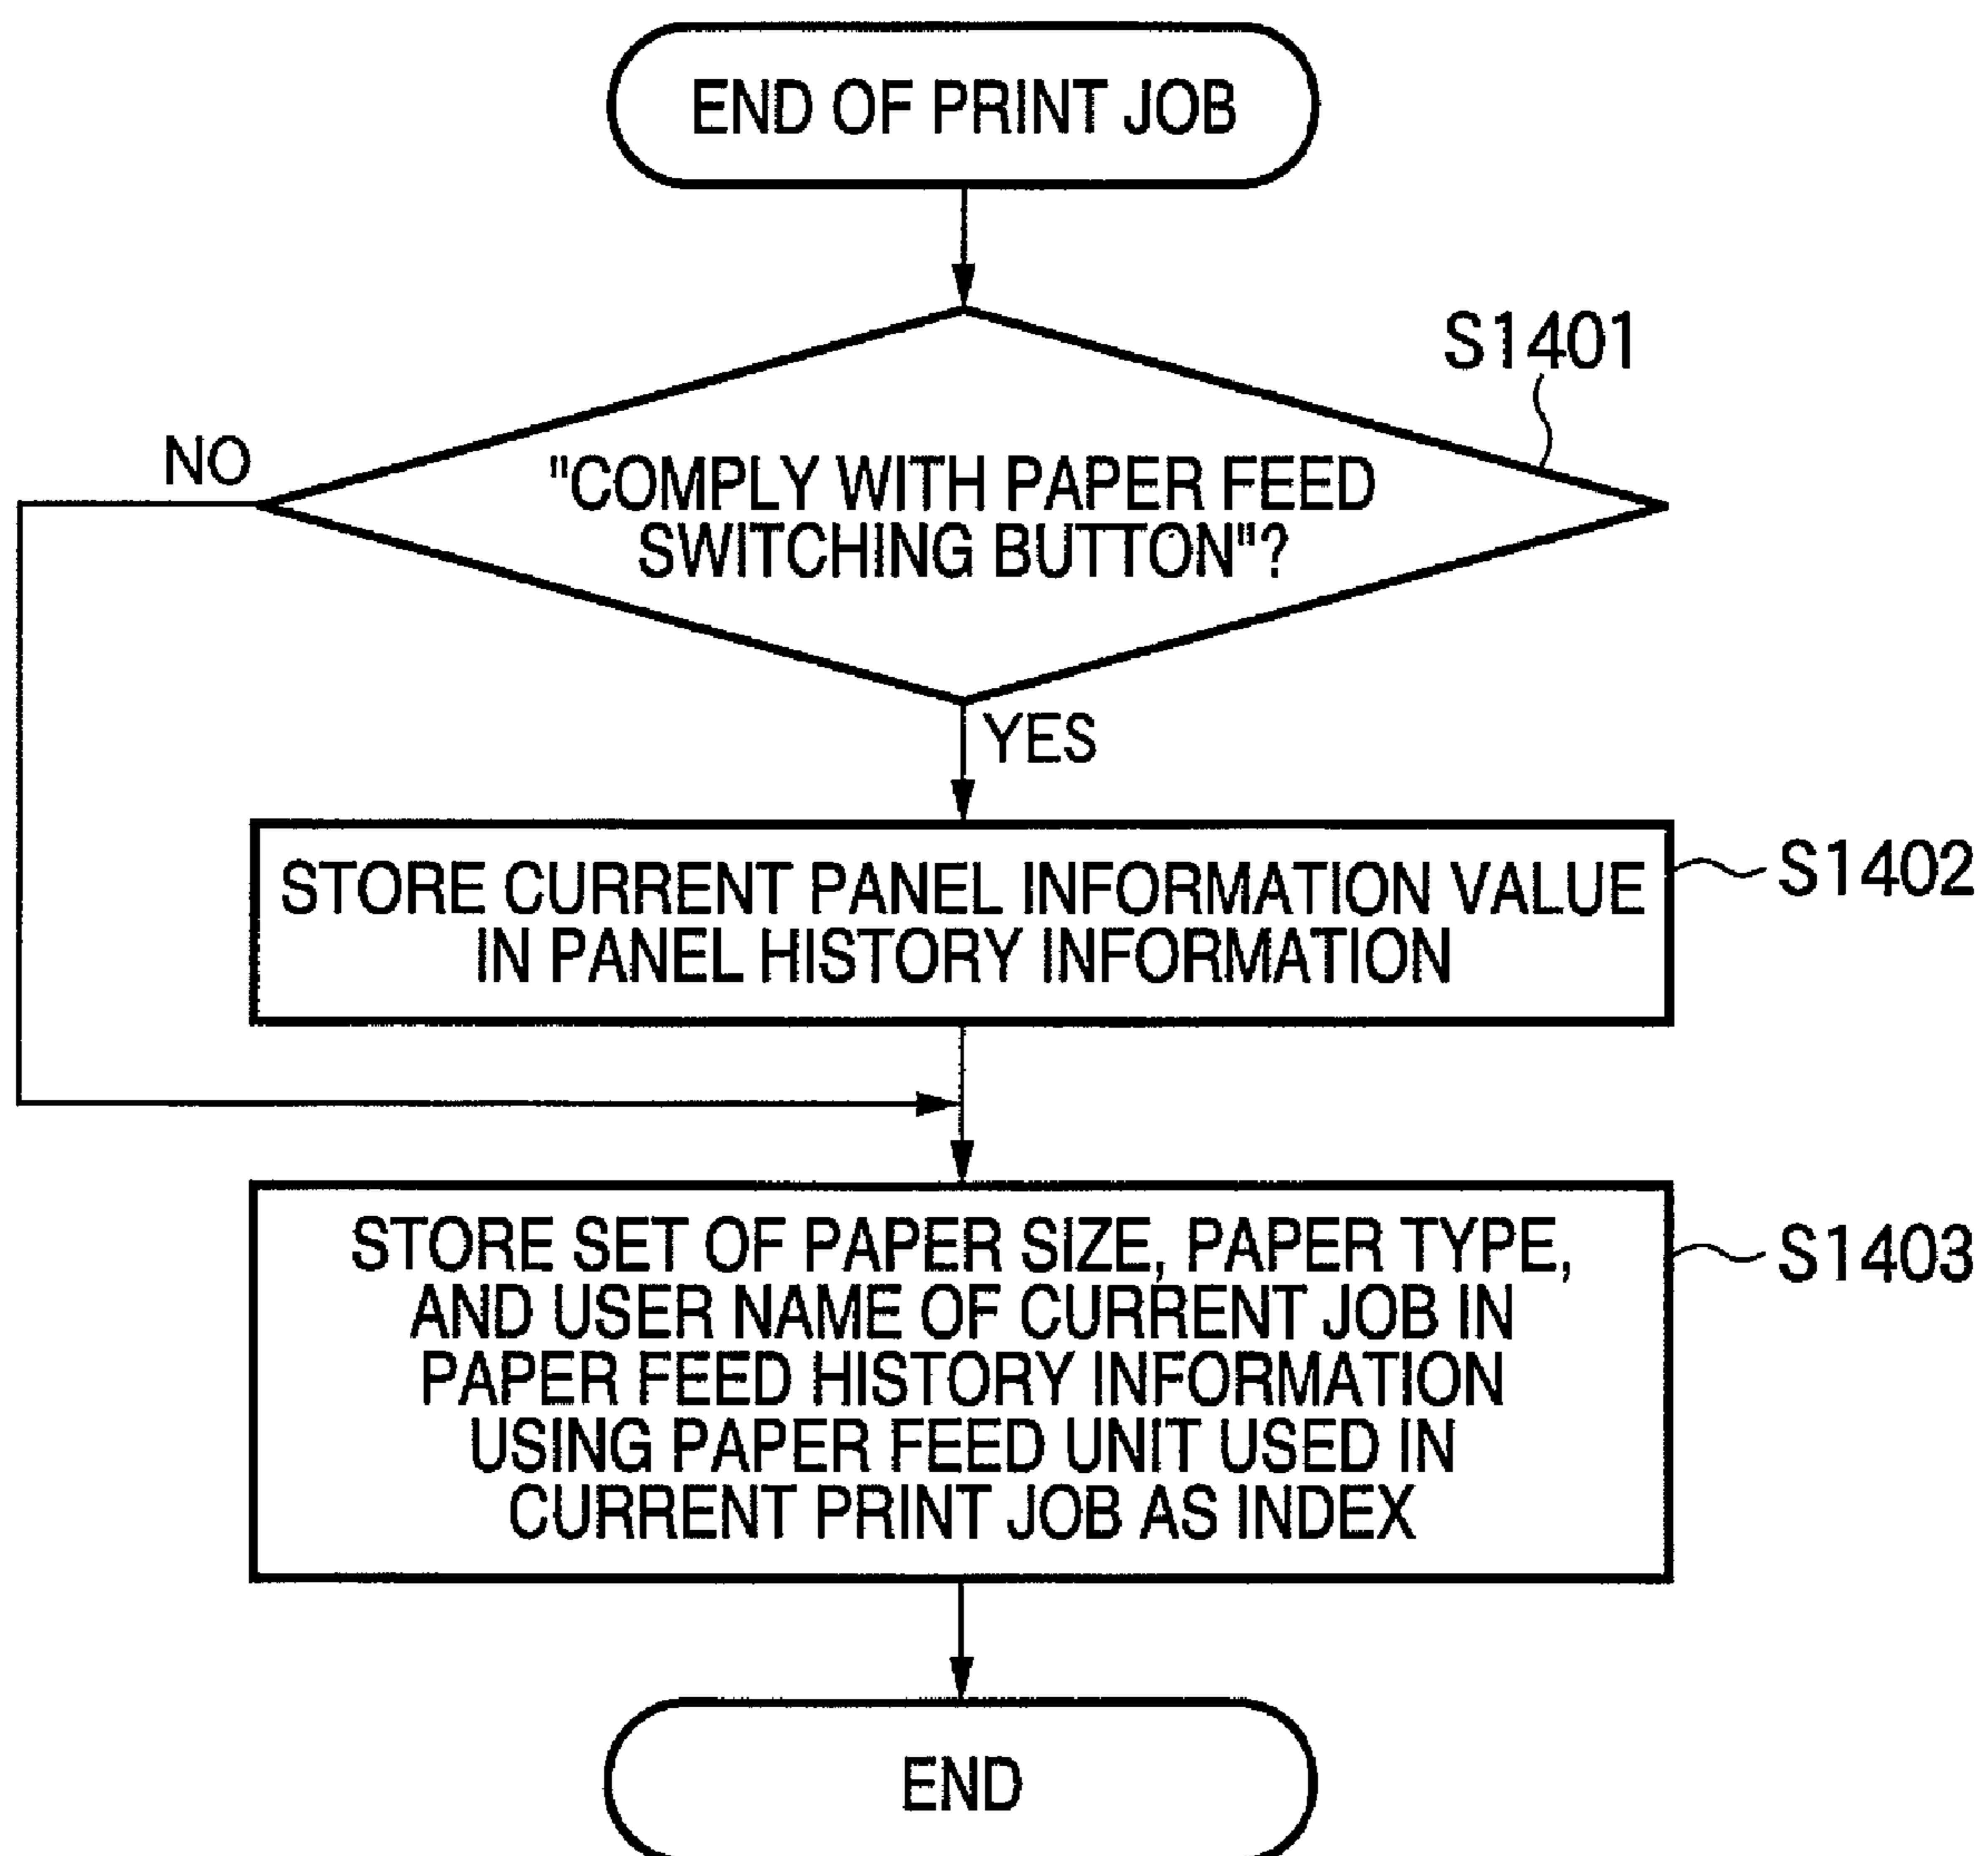 END OF PRINT JOB
S1401
NO
"COMPLY WITH PAPER FEED
SWITCHING BUTTON"?
YES
STORE CURRENT PANEL INFORMATION VALUE
IN PANEL HISTORY INFORMATION
S1402
STORE SET OF PAPER SIZE, PAPER TYPE,
AND USER NAME OF CURRENT JOB IN
PAPER FEED HISTORY INFORMATION
USING PAPER FEED UNIT USED IN
CURRENT PRINT JOB AS INDEX
S1403
END